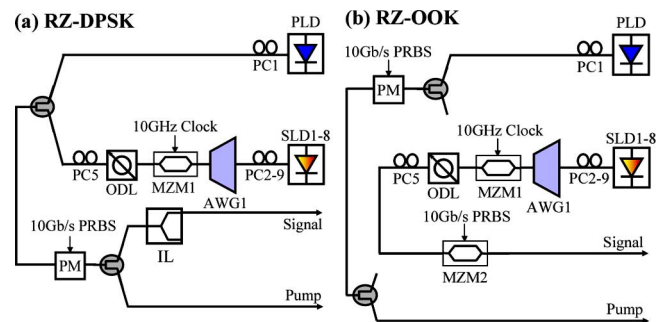 (a) RZ-DPSK
PLD
PC1
10GHz Clock
SLD1-8
PC5
ODL
MZM1
AWG1
PC2-9
10Gb/s PRBS
PM
IL
Signal
Pump
(b) RZ-OOK
PLD
10Gb/s PRBS
PM
PC1
10GHz Clock
SLD1-8
PC5
ODL
MZM1
AWG1
PC2-9
10Gb/s PRBS
MZM2
Signal
Pump